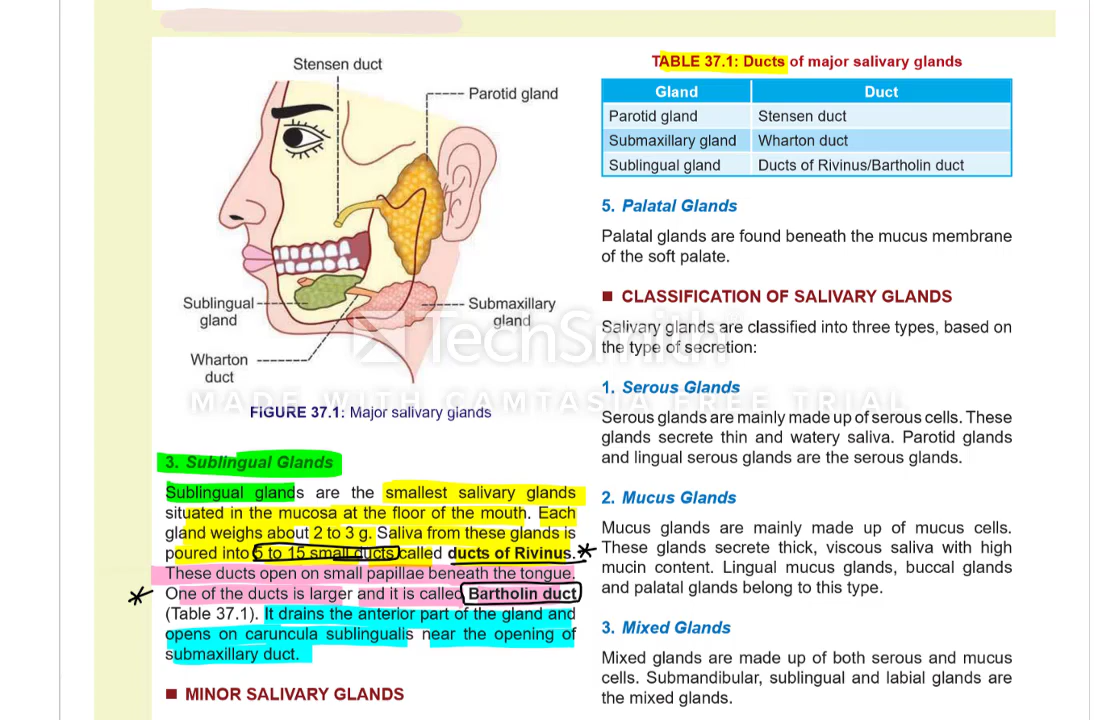 Stensen duct
Parotid gland
Sublingual
gland
Submaxillary
gland
Wharton
duct
FIGURE 37.1: Major salivary glands
3. Sublingual Glands
Sublingual glands are the smallest salivary glands
situated in the mucosa at the floor of the mouth. Each
gland weighs about 2 to 3 g. Saliva from these glands is
poured into 5 to 15 small ducts called ducts of Rivinus.
These ducts open on small papillae beneath the tongue.
One of the ducts is larger and it is called Bartholin duct
(Table 37.1). It drains the anterior part of the gland and
opens on caruncula sublingualis near the opening of
submaxillary duct.
■ MINOR SALIVARY GLANDS
TABLE 37.1: Ducts of major salivary glands
Gland Duct
Parotid gland Stensen duct
Submaxillary gland Wharton duct
Sublingual gland Ducts of Rivinus/Bartholin duct
5. Palatal Glands
Palatal glands are found beneath the mucus membrane
of the soft palate.
■ CLASSIFICATION OF SALIVARY GLANDS
Salivary glands are classified into three types, based on
the type of secretion:
1. Serous Glands
Serous glands are mainly made up of serous cells. These
glands secrete thin and watery saliva. Parotid glands
and lingual serous glands are the serous glands.
2. Mucus Glands
Mucus glands are mainly made up of mucus cells.
These glands secrete thick, viscous saliva with high
mucin content. Lingual mucus glands, buccal glands
and palatal glands belong to this type.
3. Mixed Glands
Mixed glands are made up of both serous and mucus
cells. Submandibular, sublingual and labial glands are
the mixed glands.
TechSmith
MADE WITH CAMTASIA FREE TRIAL